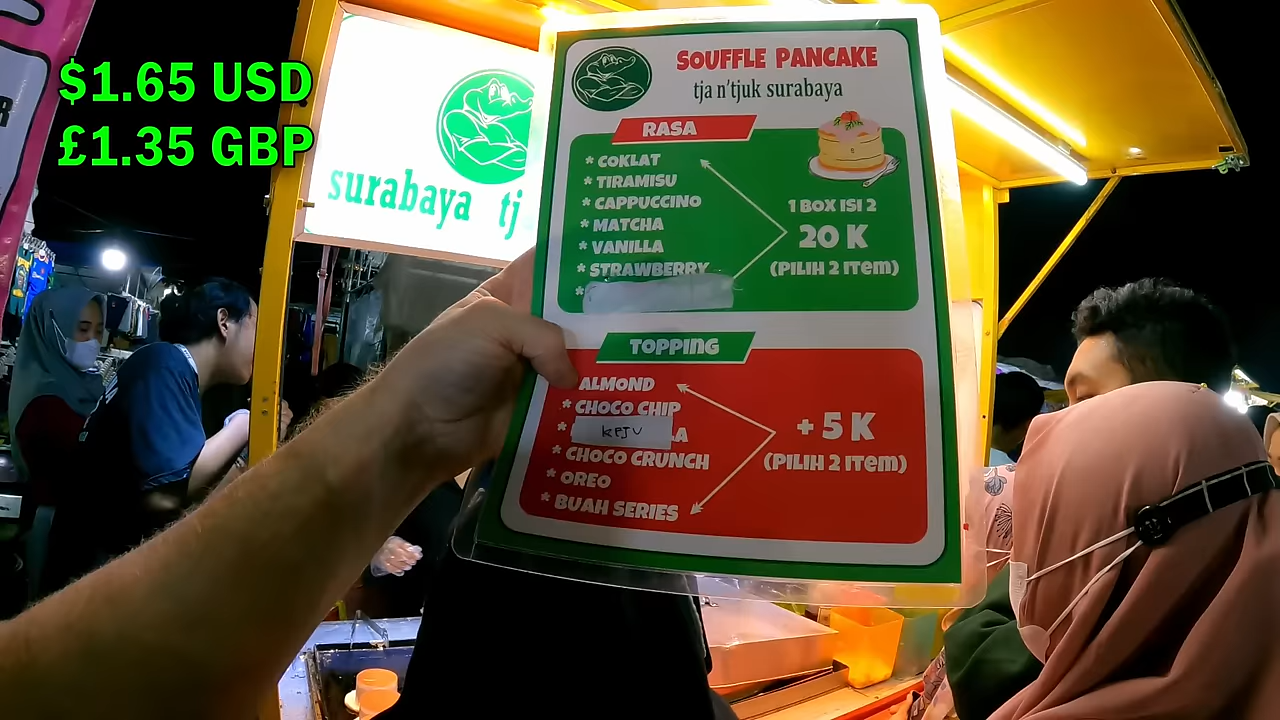 $1.65 USD
£1.35 GBP
surabaya tj
SOUFFLE PANCAKE
tja n'tjuk surabaya
RASA
* COKLAT
* TIRAMISU
* CAPPUCCINO
* MATCHA
* VANILLA
* STRAWBERRY
*
1 BOX ISI 2
20 K
(PILIH 2 ITEM)
TOPPING
ALMOND
* CHOCO CHIP
* KEJU LA
* CHOCO CRUNCH
* OREO
* BUAH SERIES
+ 5 K
(PILIH 2 ITEM)